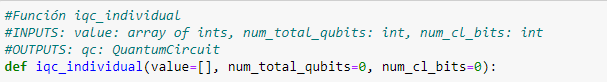 #Función iqc_individual
#INPUTS: value: array of ints, num_total_qubits: int, num_cl_bits: int
#OUTPUTS: qc: QuantumCircuit
def iqc_individual(value=[], num_total_qubits=0, num_cl_bits=0):